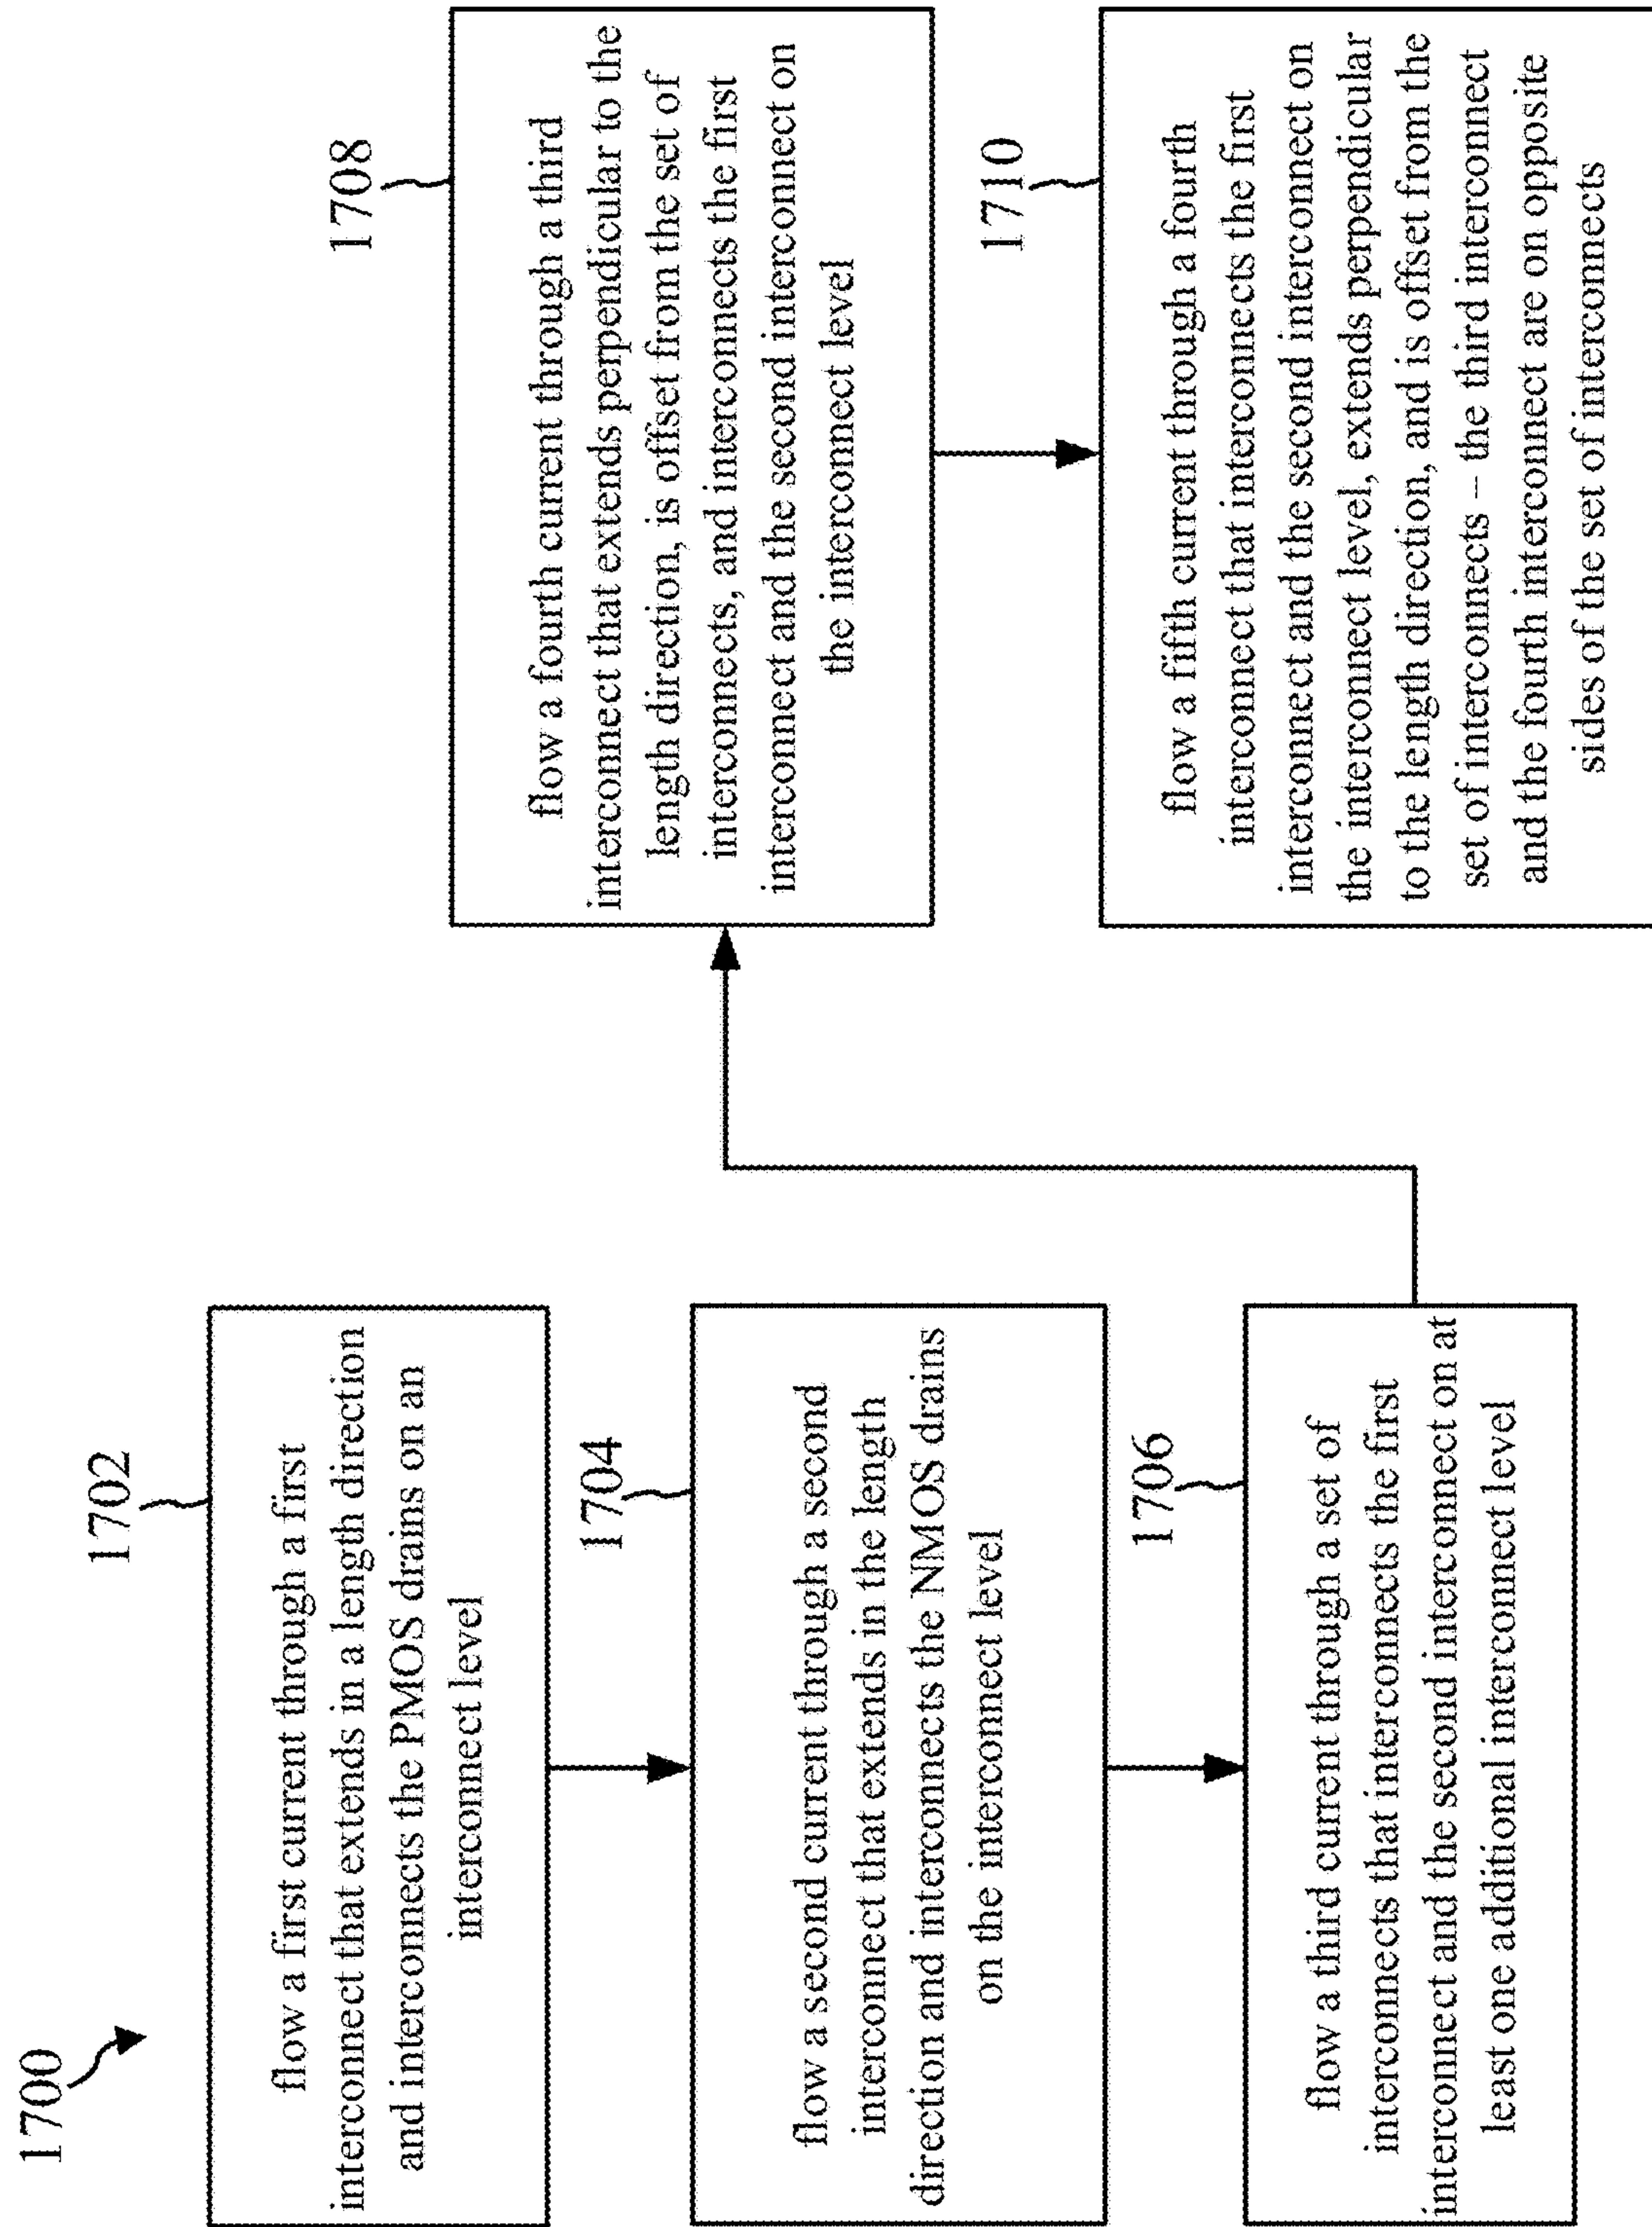 1700
1702
flow a first current through a first
interconnect that extends in a length direction
and interconnects the PMOS drains on an
interconnect level
1704
flow a second current through a second
interconnect that extends in the length
direction and interconnects the NMOS drains
on the interconnect level
1706
flow a third current through a set of
interconnects that interconnects the first
interconnect and the second interconnect on at
least one additional interconnect level
1708
flow a fourth current through a third
interconnect that extends perpendicular to the
length direction, is offset from the set of
interconnects, and interconnects the first
interconnect and the second interconnect on
the interconnect level
1710
flow a fifth current through a fourth
interconnect that interconnects the first
interconnect and the second interconnect on
the interconnect level, extends perpendicular
to the length direction, and is offset from the
set of interconnects – the third interconnect
and the fourth interconnect are on opposite
sides of the set of interconnects